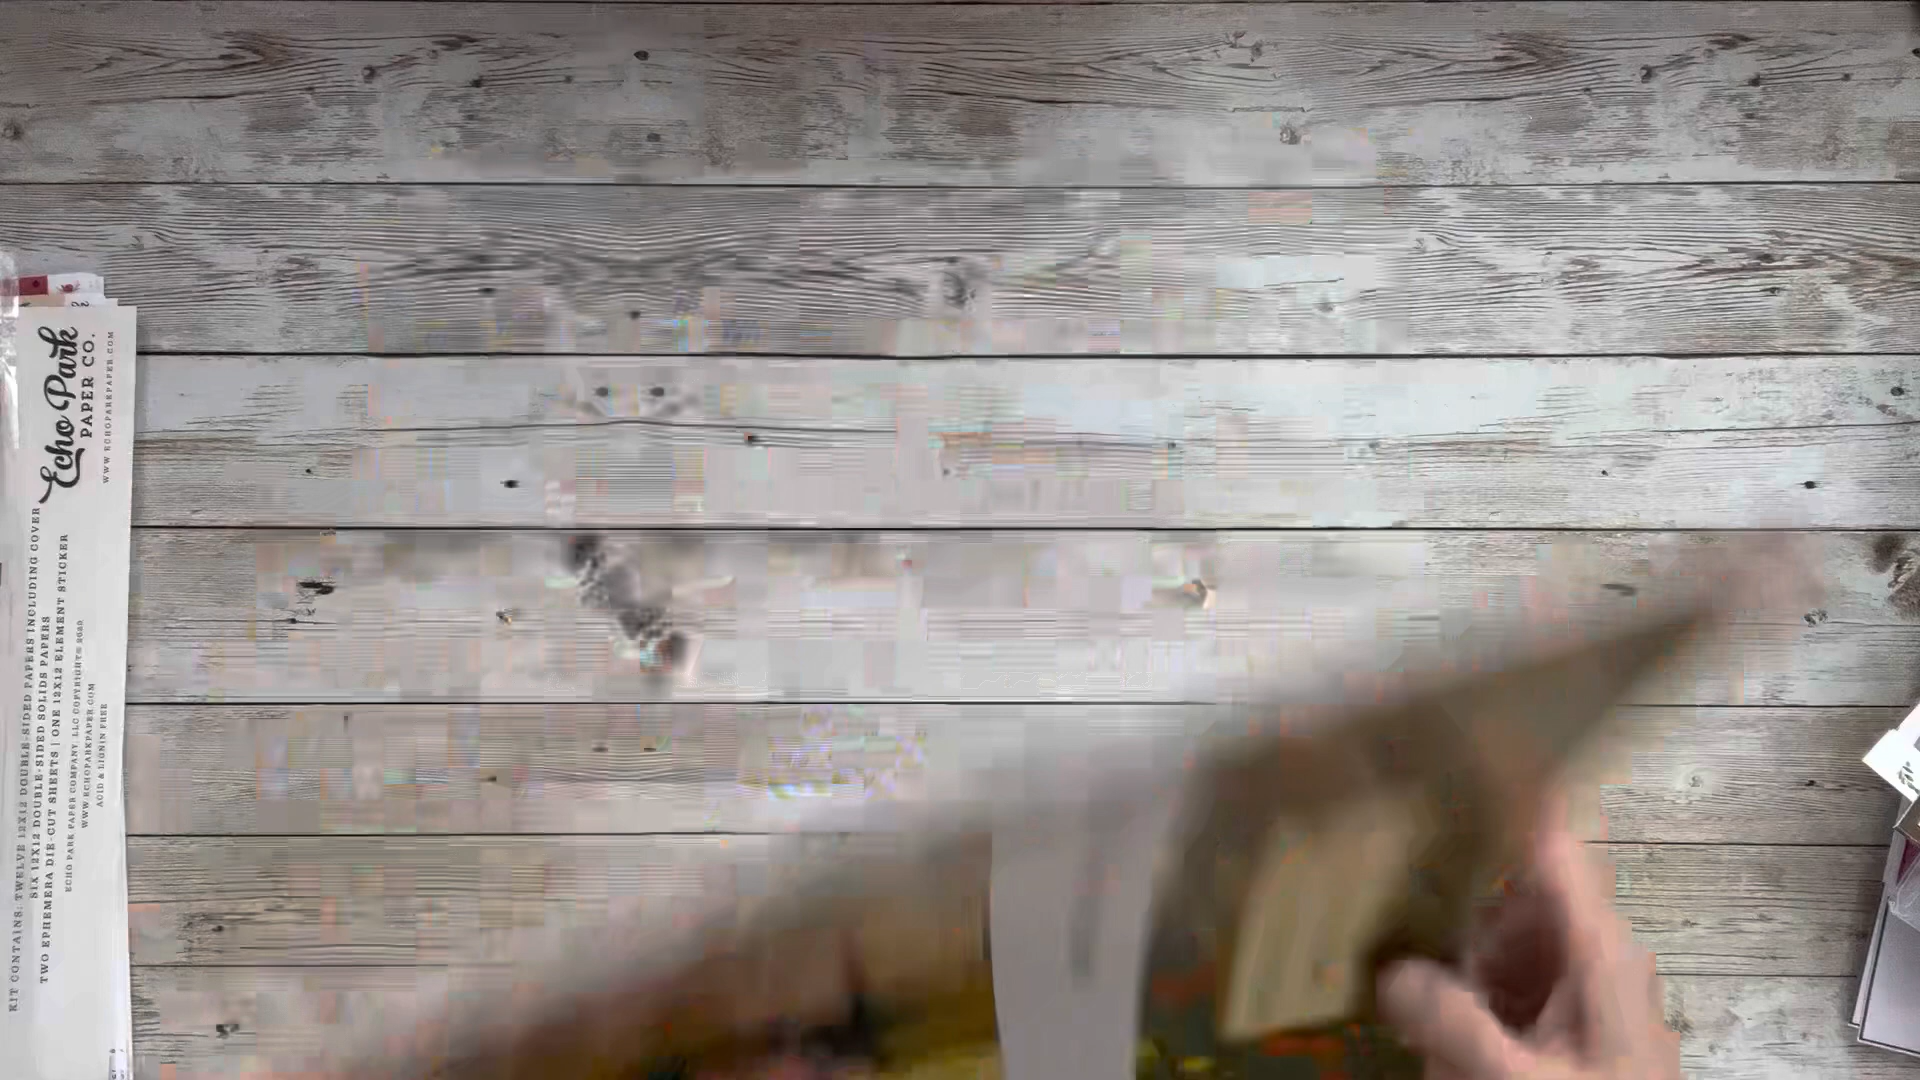 Echo Park
PAPER CO.
WWW.ECHOPARKPAPER.COM
KIT CONTAINS: TWELVE 12X12 DOUBLE-SIDED PAPERS INCLUDING COVER
SIX 12X12 DOUBLE-SIDED SOLIDS PAPERS
TWO EPHEMERA DIE-CUT SHEETS | ONE 12X12 ELEMENT STICKER
ECHO PARK PAPER COMPANY, LLC COPYRIGHT©
WWW.ECHOPARKPAPER.COM
ACID & LIGNIN FREE